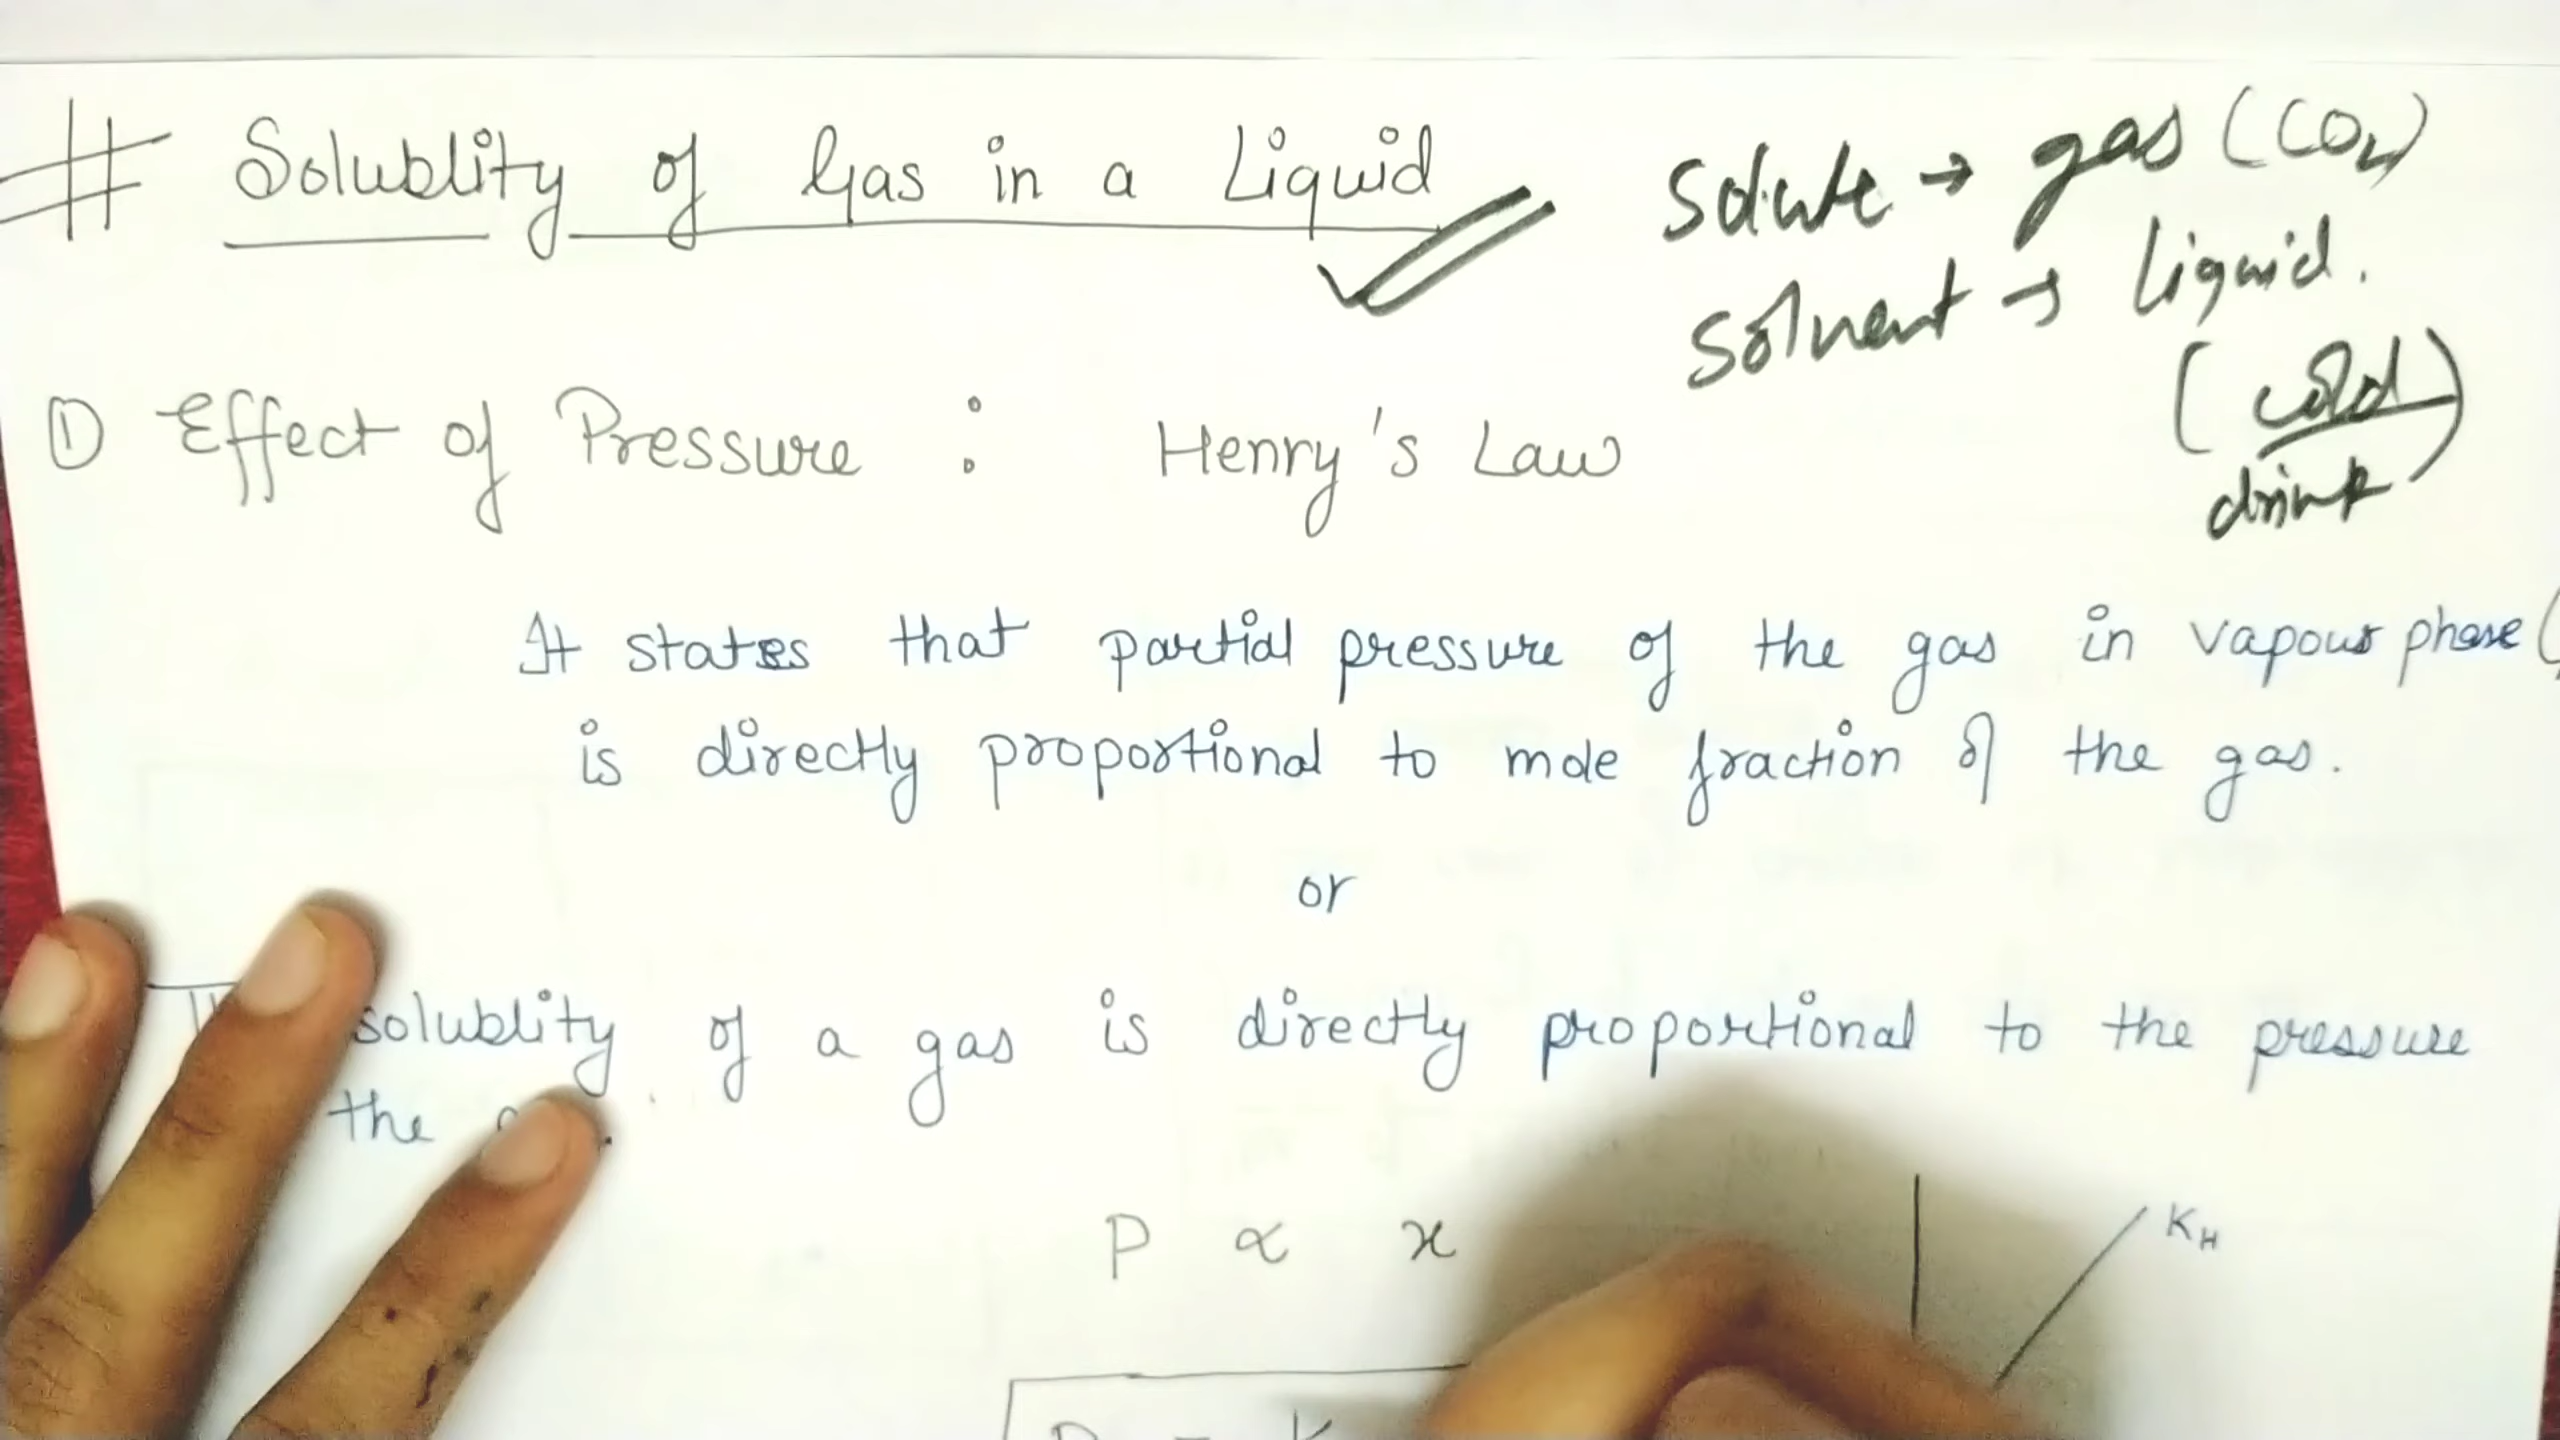 # Solublity of Gas in a Liquid
Solute → gas (CO₂)
Solvent → Liquid.
(cold
drink)
① Effect of Pressure : Henry's Law
It states that partial pressure of the gas in vapour phase (
is directly proportional to mole fraction of the gas.
or
solublity of a gas is directly proportional to the pressure
the
P ∝ x
K_H